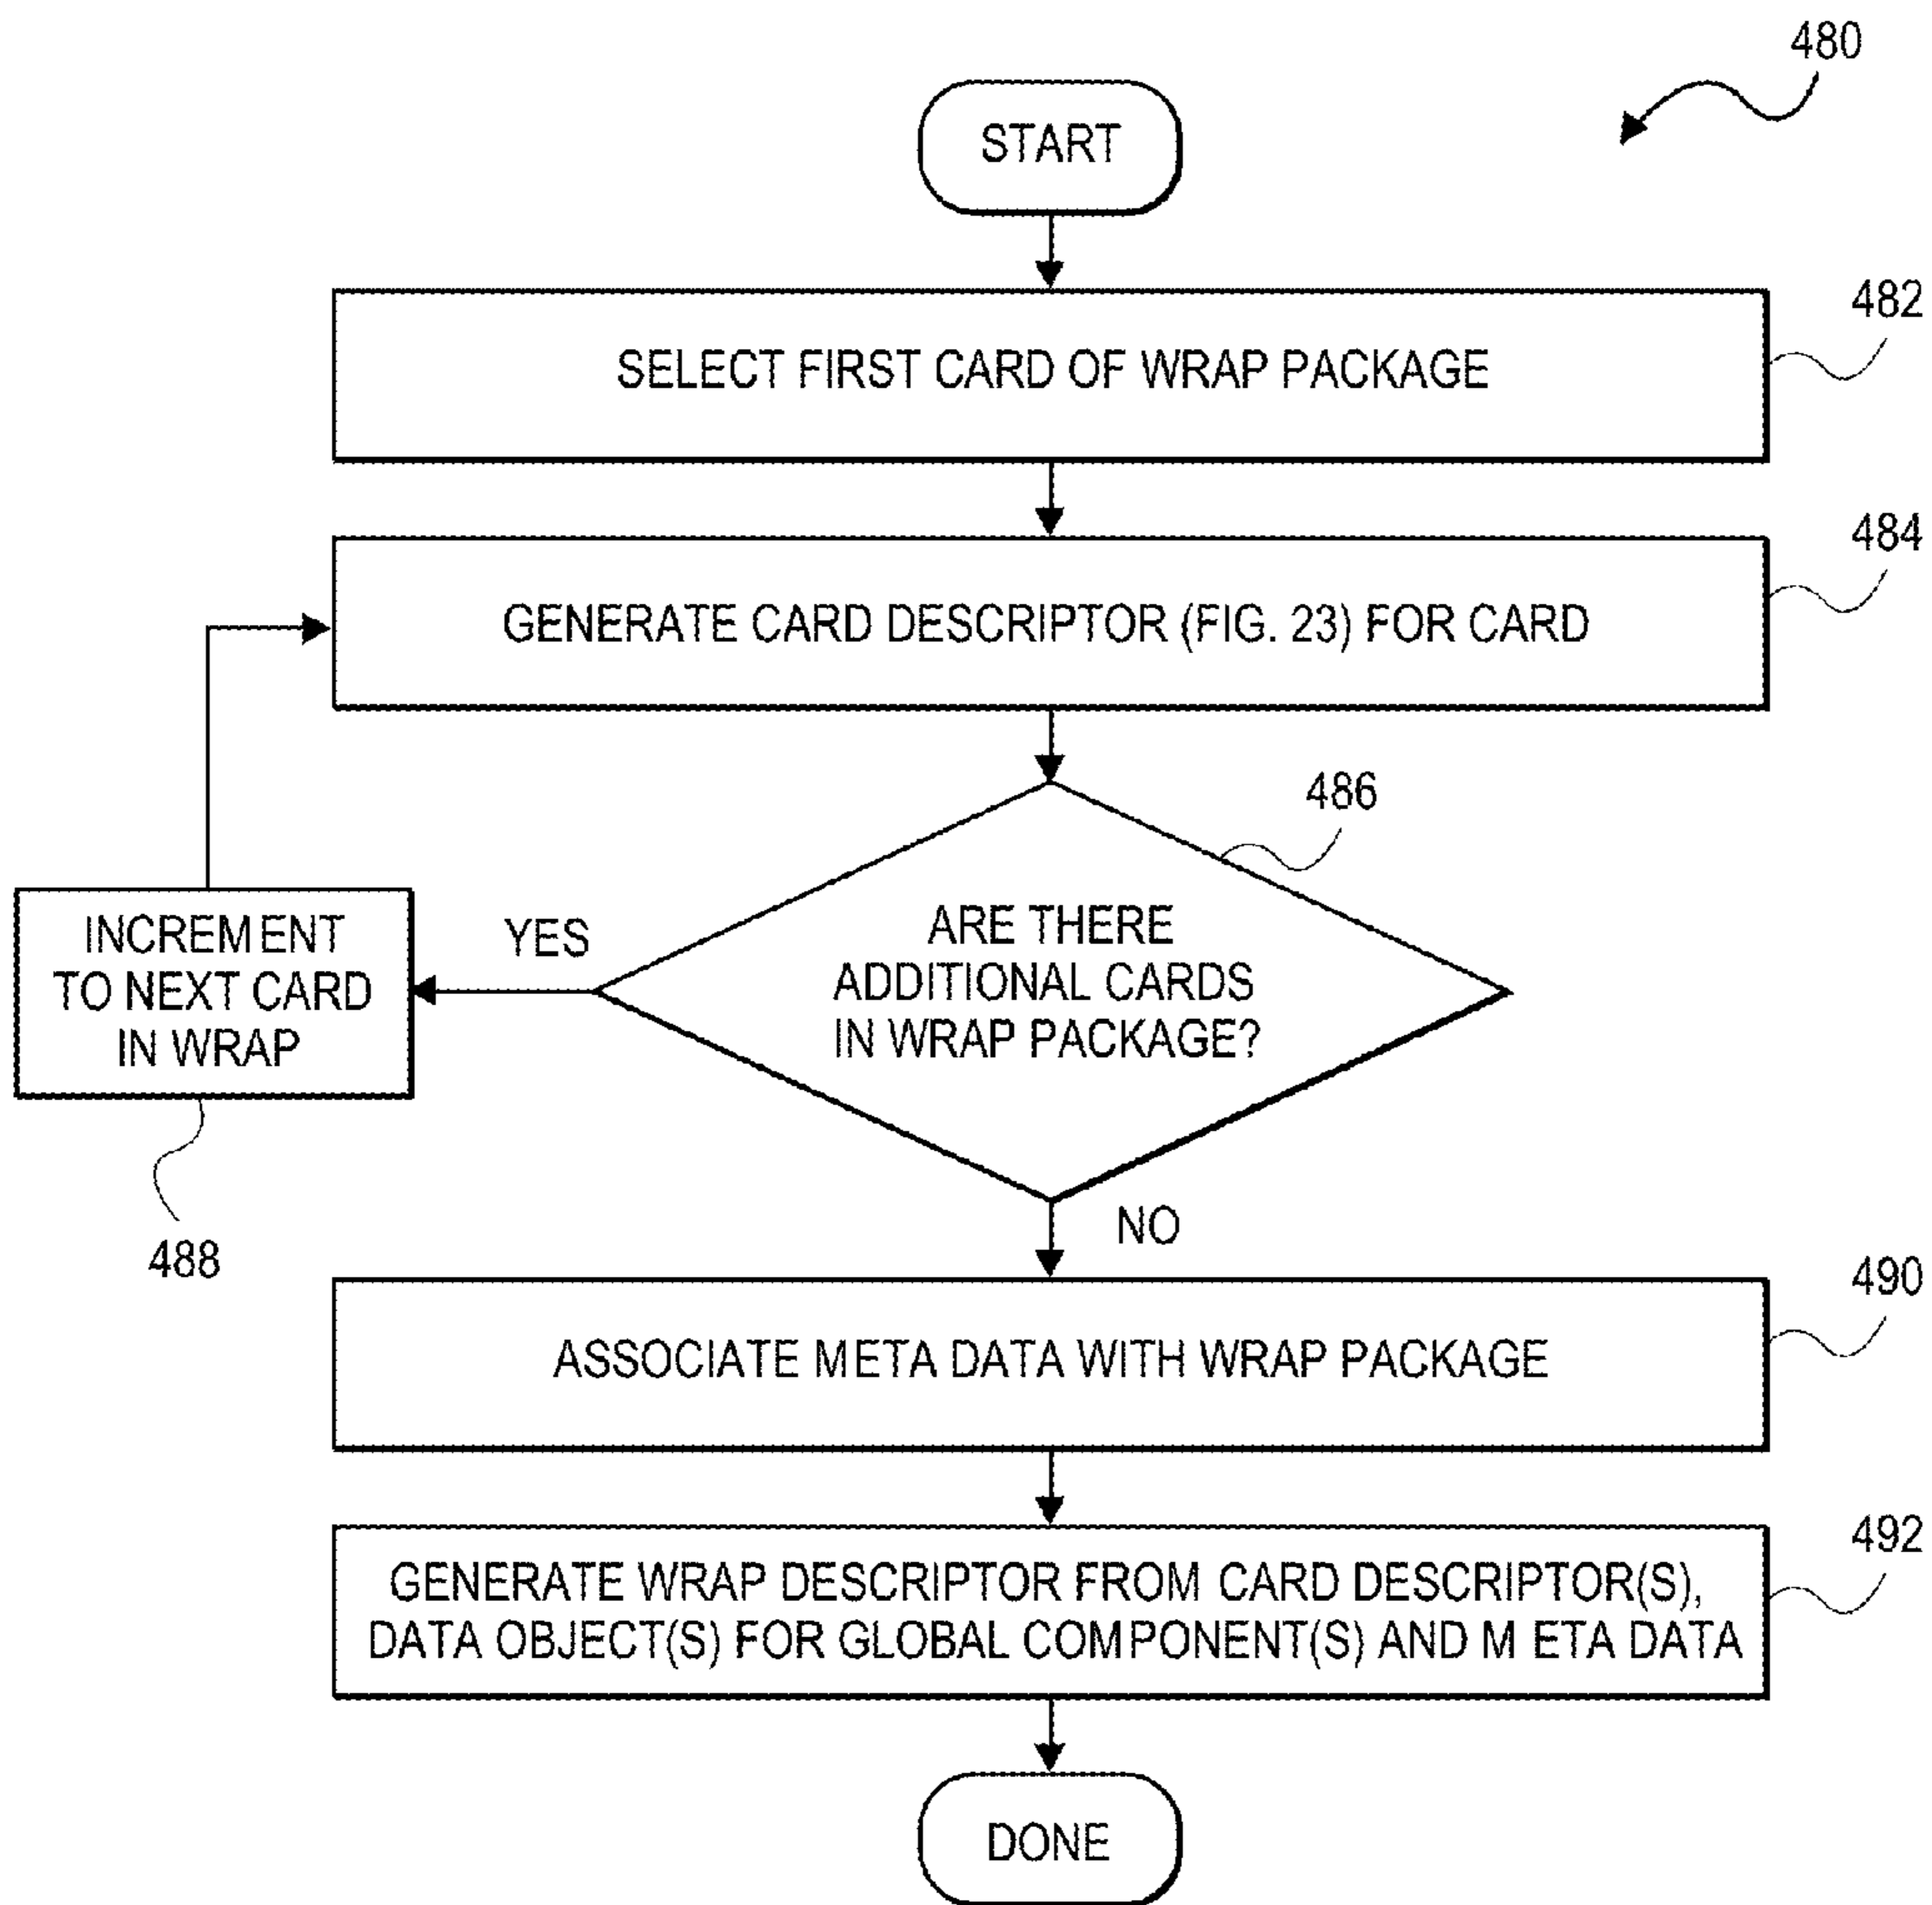 480
START
482
SELECT FIRST CARD OF WRAP PACKAGE
484
GENERATE CARD DESCRIPTOR (FIG. 23) FOR CARD
486
ARE THERE
ADDITIONAL CARDS
IN WRAP PACKAGE?
YES
INCREMENT
TO NEXT CARD
IN WRAP
488
NO
490
ASSOCIATE META DATA WITH WRAP PACKAGE
492
GENERATE WRAP DESCRIPTOR FROM CARD DESCRIPTOR(S),
DATA OBJECT(S) FOR GLOBAL COMPONENT(S) AND META DATA
DONE